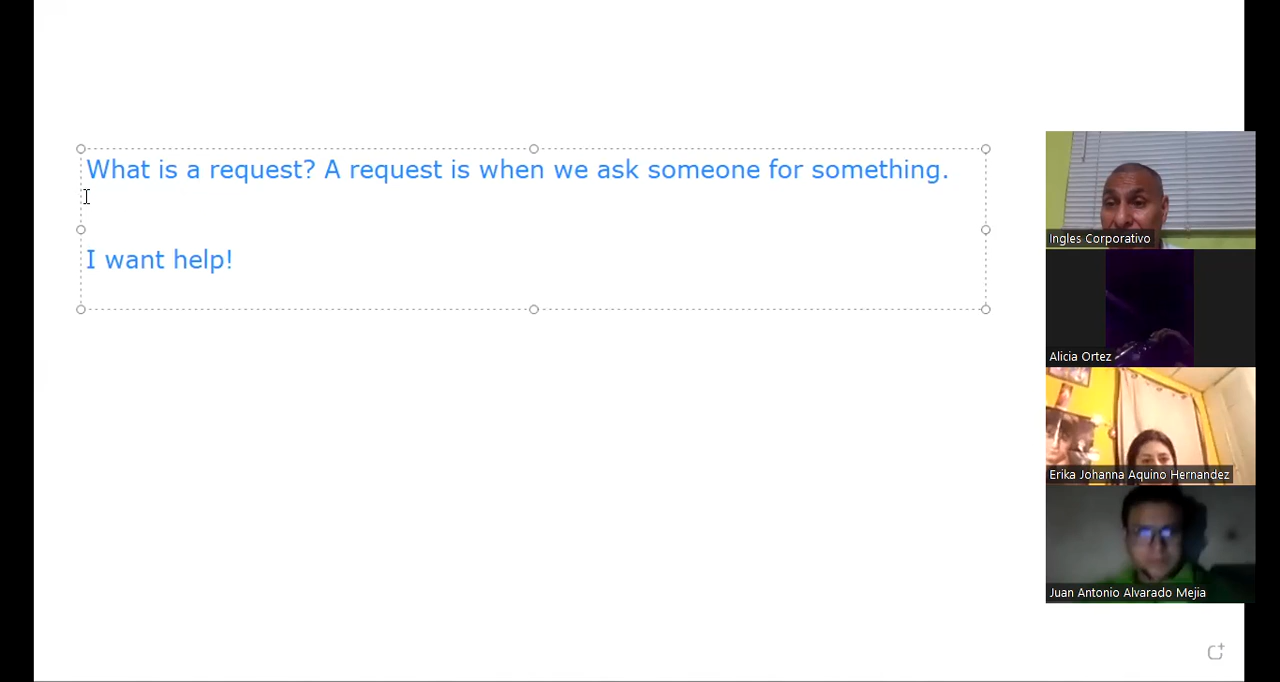 What is a request? A request is when we ask someone for something.
I want help!
Ingles Corporativo
Alicia Ortez
Erika Johanna Aquino Hernandez
Juan Antonio Alvarado Mejia